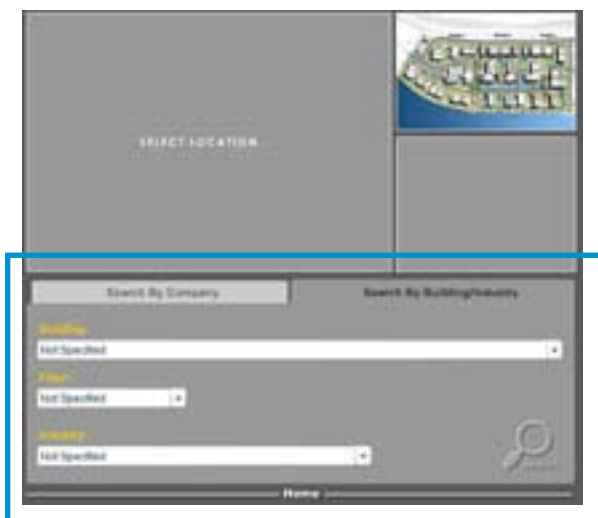 SELECT LOCATION
Search By Company
Search By Building/Industry
Building
Not Specified
Floor
Not Specified
Industry
Not Specified
Home